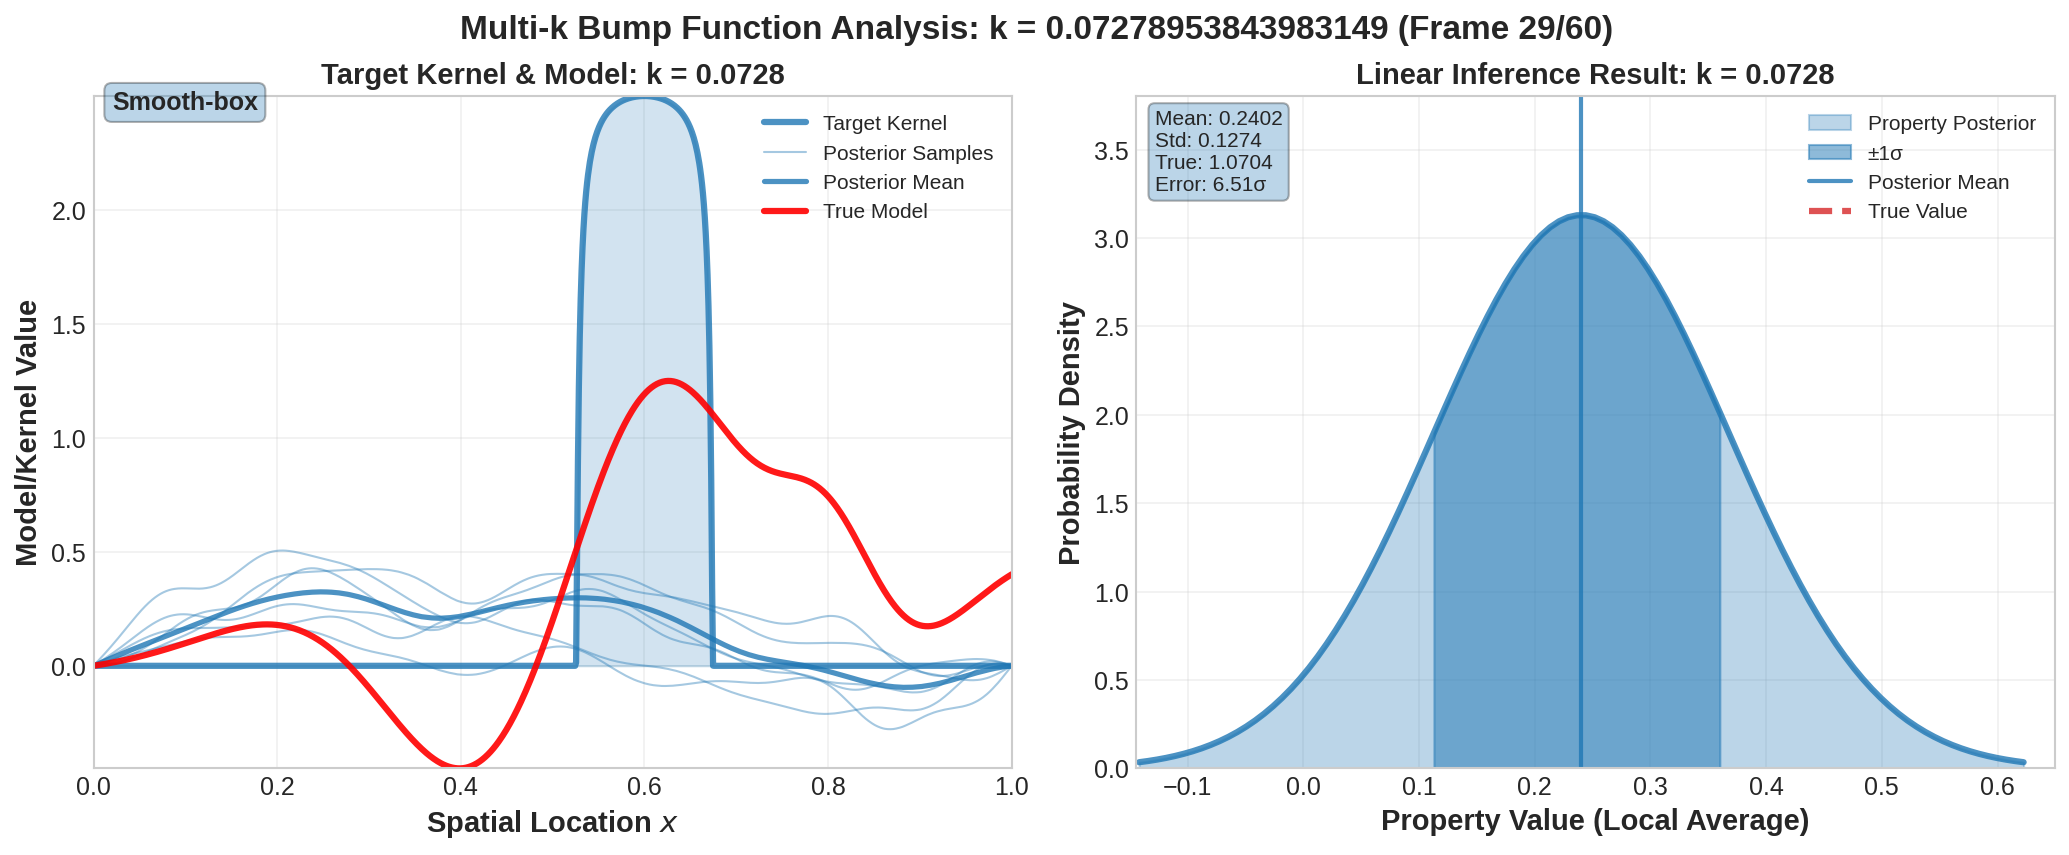 Multi-k Bump Function Analysis: k = 0.07278953843983149 (Frame 29/60)
Target Kernel & Model: k = 0.0728
Smooth-box
Target Kernel
Posterior Samples
Posterior Mean
True Model
2.0
1.5
1.0
0.5
0.0
Model/Kernel Value
0.0 0.2 0.4 0.6 0.8 1.0
Spatial Location x
Linear Inference Result: k = 0.0728
Mean: 0.2402
Std: 0.1274
True: 1.0704
Error: 6.51σ
Property Posterior
±1σ
Posterior Mean
True Value
3.5
3.0
2.5
2.0
1.5
1.0
0.5
0.0
Probability Density
−0.1 0.0 0.1 0.2 0.3 0.4 0.5 0.6
Property Value (Local Average)